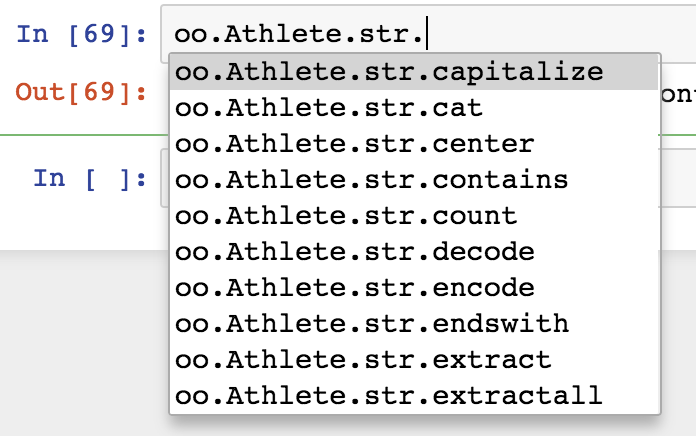 In [69]: oo.Athlete.str.
oo.Athlete.str.capitalize
Out[69]:
oo.Athlete.str.cat
oo.Athlete.str.center
In [ ]: oo.Athlete.str.contains
oo.Athlete.str.count
oo.Athlete.str.decode
oo.Athlete.str.encode
oo.Athlete.str.endswith
oo.Athlete.str.extract
oo.Athlete.str.extractall